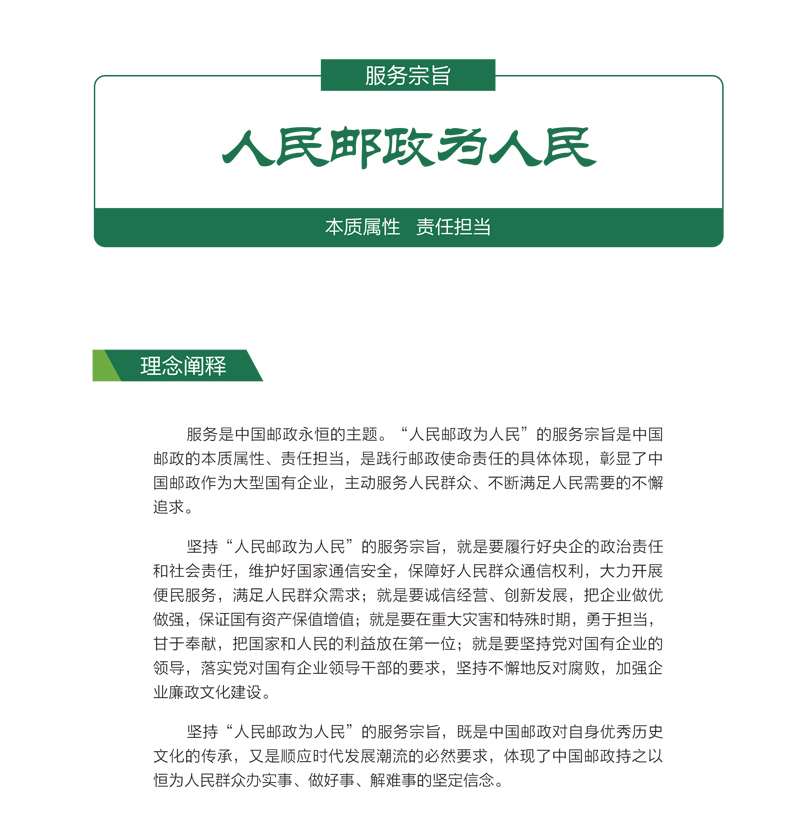 服务宗旨
人民邮政为人民
本质属性 责任担当
理念阐释
服务是中国邮政永恒的主题。“人民邮政为人民”的服务宗旨是中国
邮政的本质属性、责任担当，是践行邮政使命责任的具体体现，彰显了中
国邮政作为大型国有企业，主动服务人民群众、不断满足人民需要的不懈
追求。
坚持“人民邮政为人民”的服务宗旨，就是要履行好央企的政治责任
和社会责任，维护好国家通信安全，保障好人民群众通信权利，大力开展
便民服务，满足人民群众需求；就是要诚信经营、创新发展，把企业做优
做强，保证国有资产保值增值；就是要在重大灾害和特殊时期，勇于担当，
甘于奉献，把国家和人民的利益放在第一位；就是要坚持党对国有企业的
领导，落实党对国有企业领导干部的要求，坚持不懈地反对腐败，加强企
业廉政文化建设。
坚持“人民邮政为人民”的服务宗旨，既是中国邮政对自身优秀历史
文化的传承，又是顺应时代发展潮流的必然要求，体现了中国邮政持之以
恒为人民群众办实事、做好事、解难事的坚定信念。